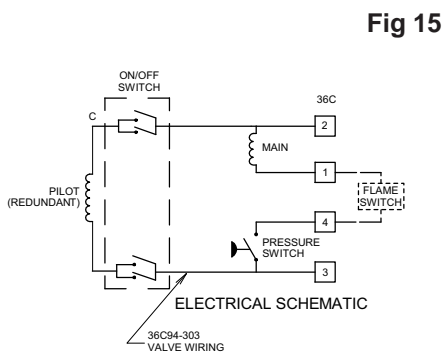 Fig 15
ON/OFF
SWITCH
36C
C
2
MAIN
1
PILOT
(REDUNDANT)
FLAME
SWITCH
4
PRESSURE
SWITCH
3
ELECTRICAL SCHEMATIC
36C94-303
VALVE WIRING